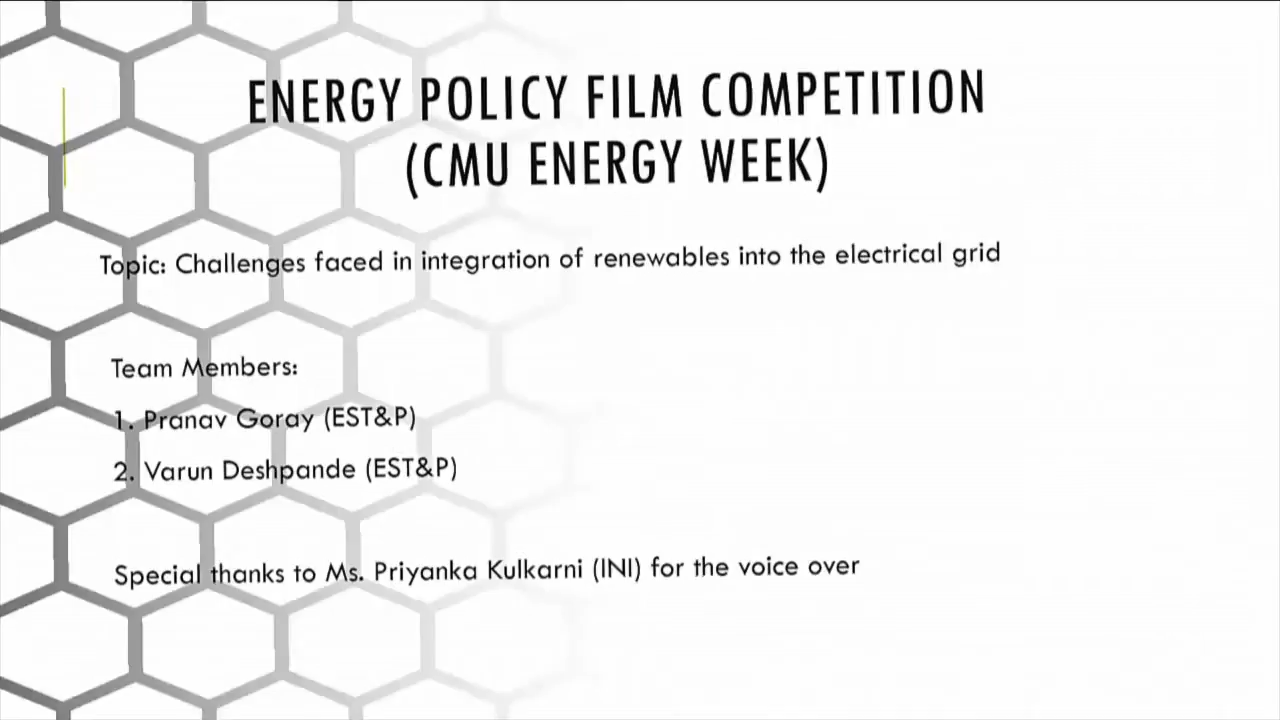 ENERGY POLICY FILM COMPETITION
(CMU ENERGY WEEK)
Topic: Challenges faced in integration of renewables into the electrical grid
Team Members:
1. Pranav Goray (EST&P)
2. Varun Deshpande (EST&P)
Special thanks to Ms. Priyanka Kulkarni (INI) for the voice over